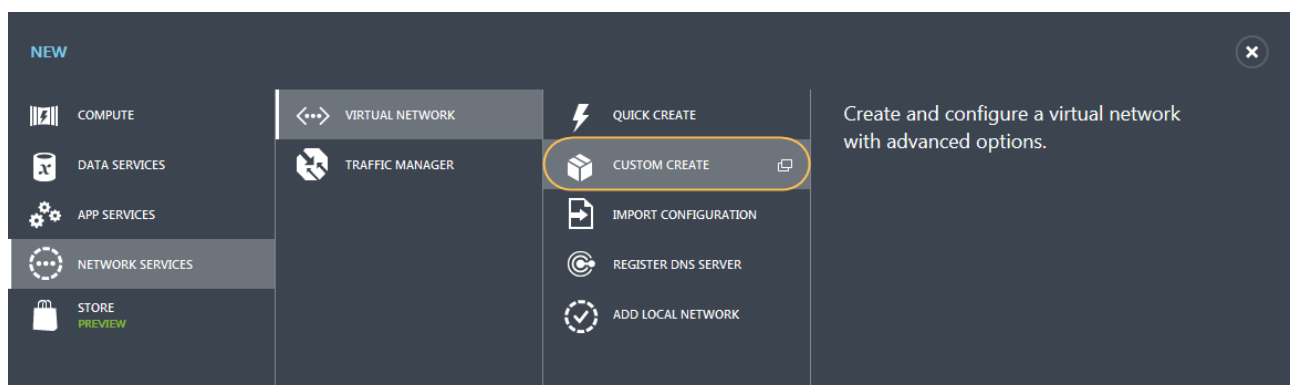 NEW
COMPUTE
DATA SERVICES
APP SERVICES
NETWORK SERVICES
STORE
PREVIEW
VIRTUAL NETWORK
TRAFFIC MANAGER
QUICK CREATE
CUSTOM CREATE
IMPORT CONFIGURATION
REGISTER DNS SERVER
ADD LOCAL NETWORK
Create and configure a virtual network
with advanced options.